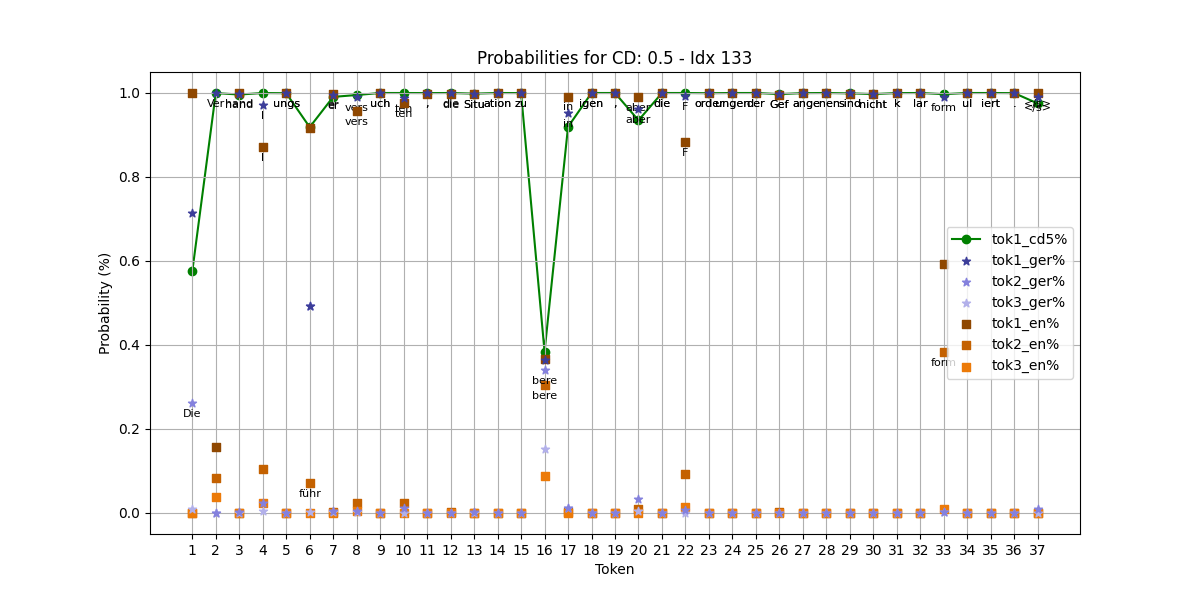 Probabilities for CD: 0.5 - Idx 133
Probability (%)
1.0
0.8
0.6
0.4
0.2
0.0
Ver hand l ungs er vers uch ten , die Situ ation zu in igen , aber die F order ungen der Gef ang enen sind nicht k lar form ul iert . </s>
l vers ten in aber F
bere
bere
form
Die
führ
tok1_cd5%
tok1_ger%
tok2_ger%
tok3_ger%
tok1_en%
tok2_en%
tok3_en%
1 2 3 4 5 6 7 8 9 10 11 12 13 14 15 16 17 18 19 20 21 22 23 24 25 26 27 28 29 30 31 32 33 34 35 36 37
Token